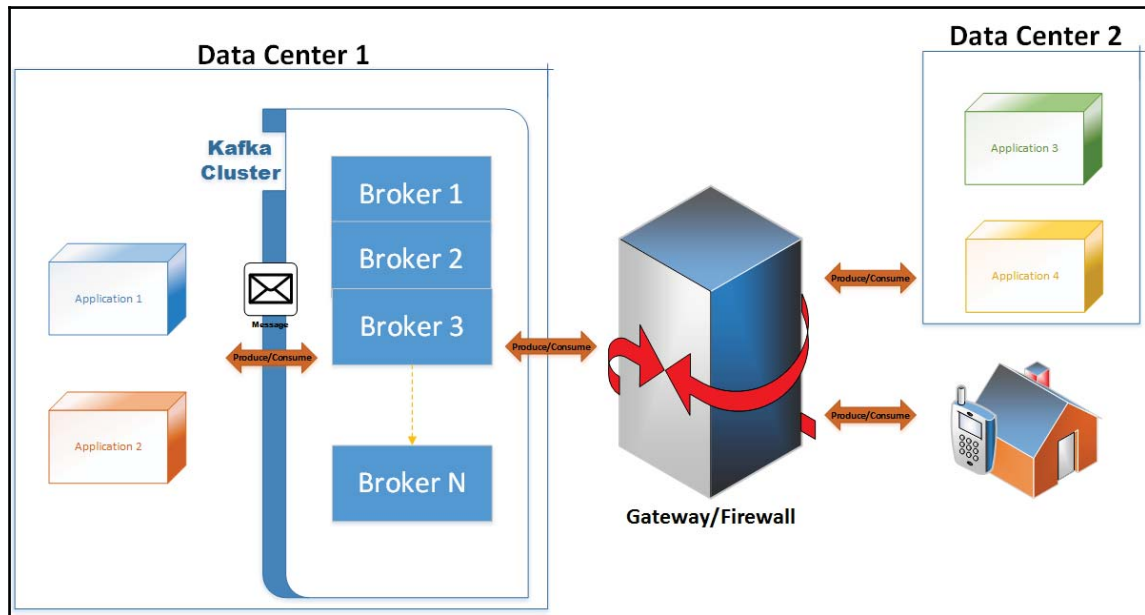 Data Center 1
Data Center 2
Kafka
Cluster
Broker 1
Broker 2
Broker 3
Broker N
Application 1
Application 2
Message
Produce/Consume
Produce/Consume
Gateway/Firewall
Produce/Consume
Produce/Consume
Application 3
Application 4